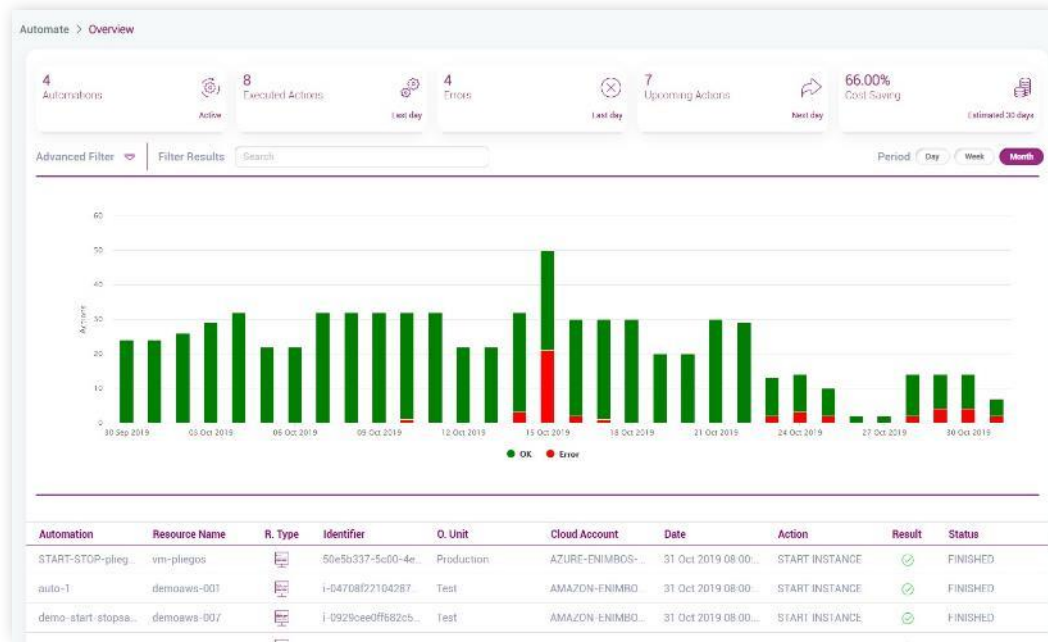 Automate > Overview
4
Automations
Active
8
Executed Actions
Last day
4
Errors
Last day
7
Upcoming Actions
Next day
66.00%
Cost Saving
Estimated 30 days
Advanced Filter
Filter Results
Search
Period
Day
Week
Month
60
50
40
30
20
10
0
Actions
30 Sep 2019
03 Oct 2019
06 Oct 2019
09 Oct 2019
12 Oct 2019
15 Oct 2019
18 Oct 2019
21 Oct 2019
24 Oct 2019
27 Oct 2019
30 Oct 2019
OK
Error
Automation Resource Name R. Type Identifier O. Unit Cloud Account Date Action Result Status
START-STOP-plieg... vm-pliegos 50e5b337-5c00-4e... Production AZURE-ENIMBOS-... 31 Oct 2019 08:00:... START INSTANCE FINISHED
auto-1 demoaws-001 i-04708f22104287... Test AMAZON-ENIMBO... 31 Oct 2019 08:00:... START INSTANCE FINISHED
demo-start-stopsa... demoaws-007 i-0929cee0ff682c5... Test AMAZON-ENIMBO... 31 Oct 2019 08:00:... START INSTANCE FINISHED